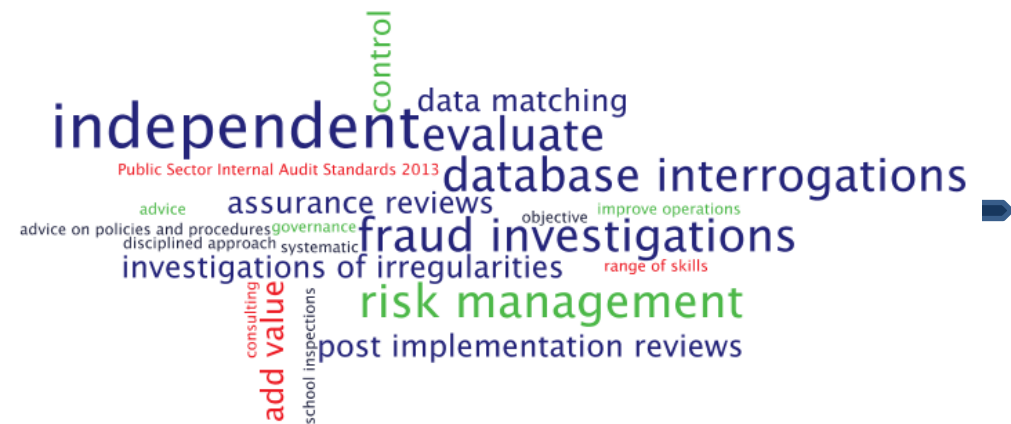 control
data matching
independent
evaluate
Public Sector Internal Audit Standards 2013
database interrogations
advice
assurance reviews
objective
improve operations
advice on policies and procedures
governance
fraud investigations
disciplined approach
systematic
investigations of irregularities
range of skills
consulting
add value
school inspections
risk management
post implementation reviews